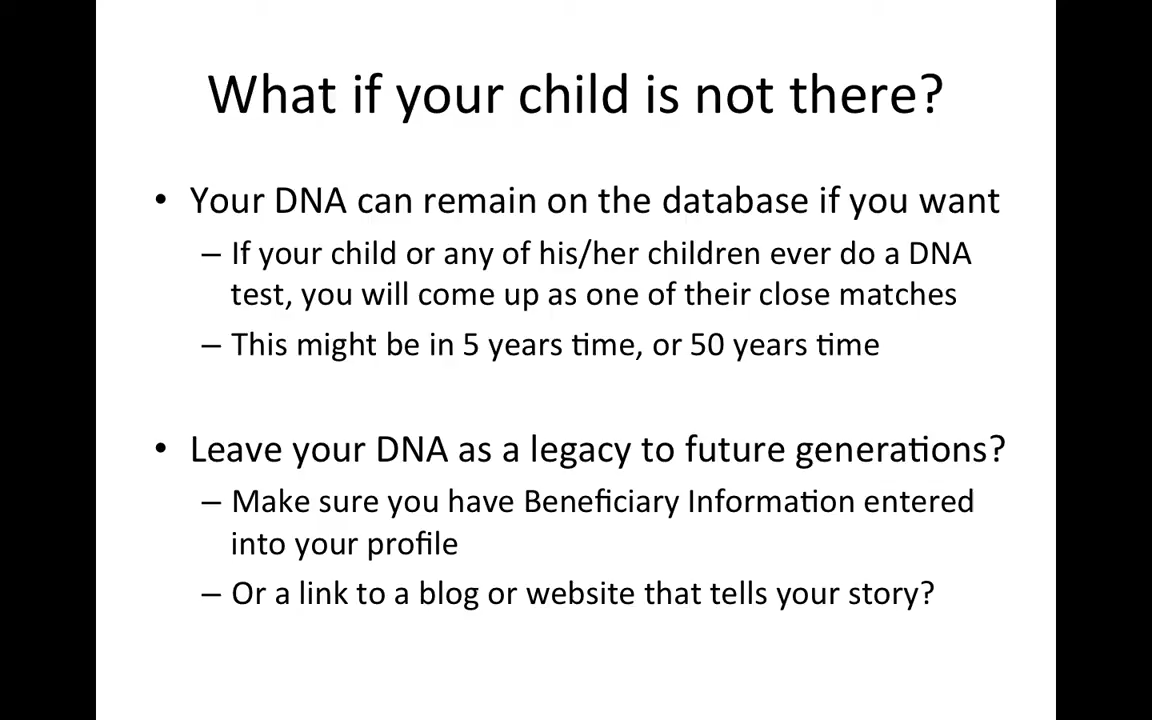 What if your child is not there?
• Your DNA can remain on the database if you want
– If your child or any of his/her children ever do a DNA
test, you will come up as one of their close matches
– This might be in 5 years time, or 50 years time
• Leave your DNA as a legacy to future generations?
– Make sure you have Beneficiary Information entered
into your profile
– Or a link to a blog or website that tells your story?